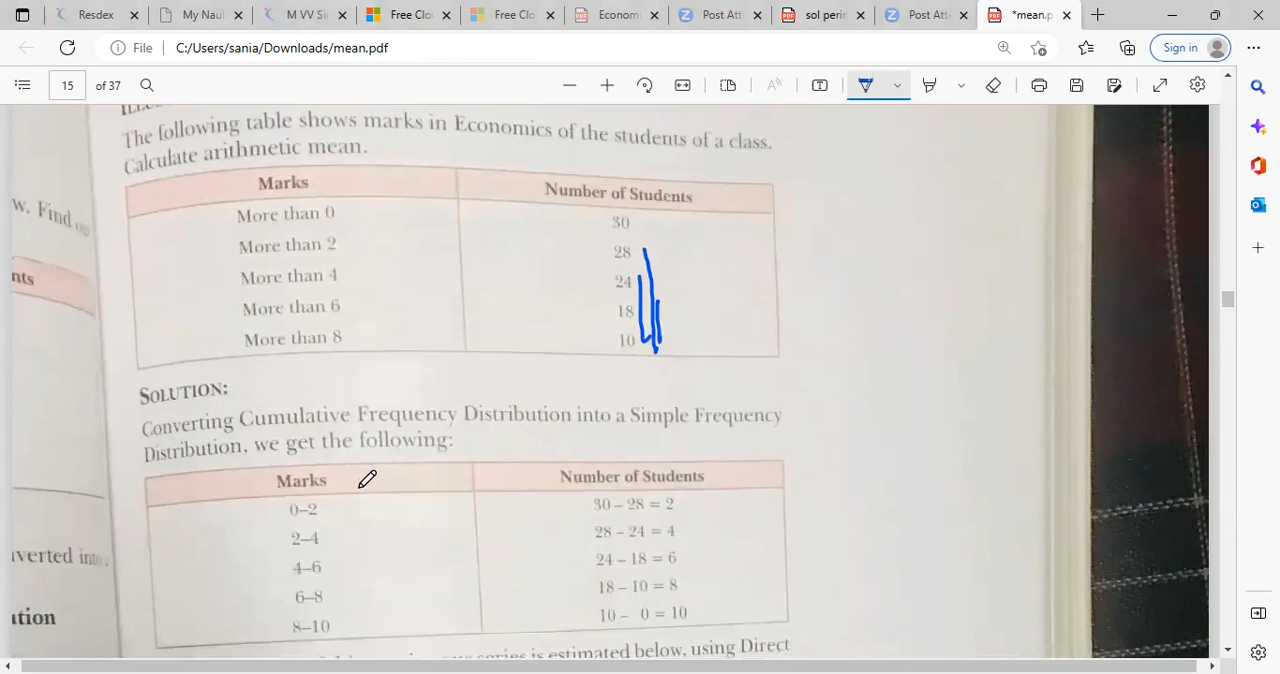 Resdex
My Nau
M VV Si
Free Clo
Free Clo
Econom
Post Att
sol perin
Post Att
*mean.p
File
C:/Users/sania/Downloads/mean.pdf
Sign in
15
of 37
The following table shows marks in Economics of the students of a class.
Calculate arithmetic mean.
Marks
Number of Students
More than 0
30
More than 2
28
More than 4
24
More than 6
18
More than 8
10
SOLUTION:
Converting Cumulative Frequency Distribution into a Simple Frequency
Distribution, we get the following:
Marks
Number of Students
0–2
30 – 28 = 2
2–4
28 – 24 = 4
4–6
24 – 18 = 6
6–8
18 – 10 = 8
8–10
10 – 0 = 10
is estimated below, using Direct
w. Find
nts
verted into
ution